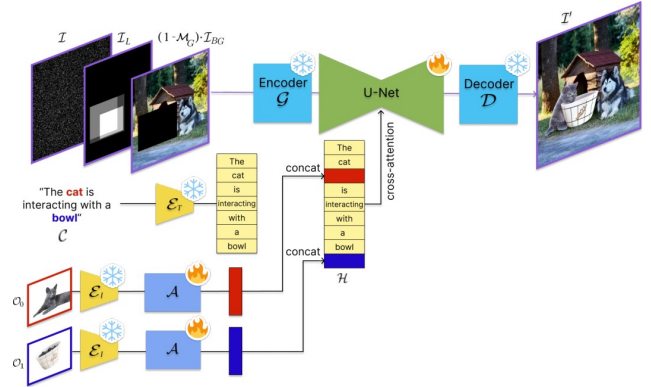 I
I_L
(1-M_G)·I_BG
I'
Encoder
G
U-Net
Decoder
D
"The cat is
interacting with a
bowl"
C
E_T
The
cat
is
interacting
with
a
bowl
concat
concat
The
cat
is
interacting
with
a
bowl
H
cross-attention
O_0
E_I
A
O_1
E_I
A